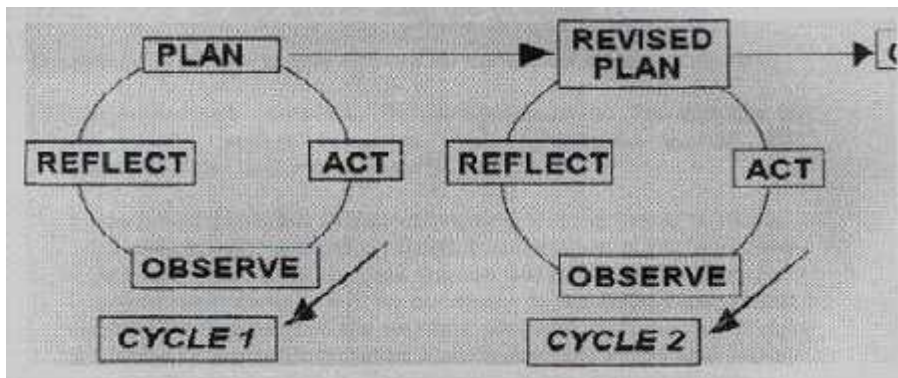 PLAN
REVISED
PLAN
REFLECT
ACT
REFLECT
ACT
OBSERVE
OBSERVE
CYCLE 1
CYCLE 2